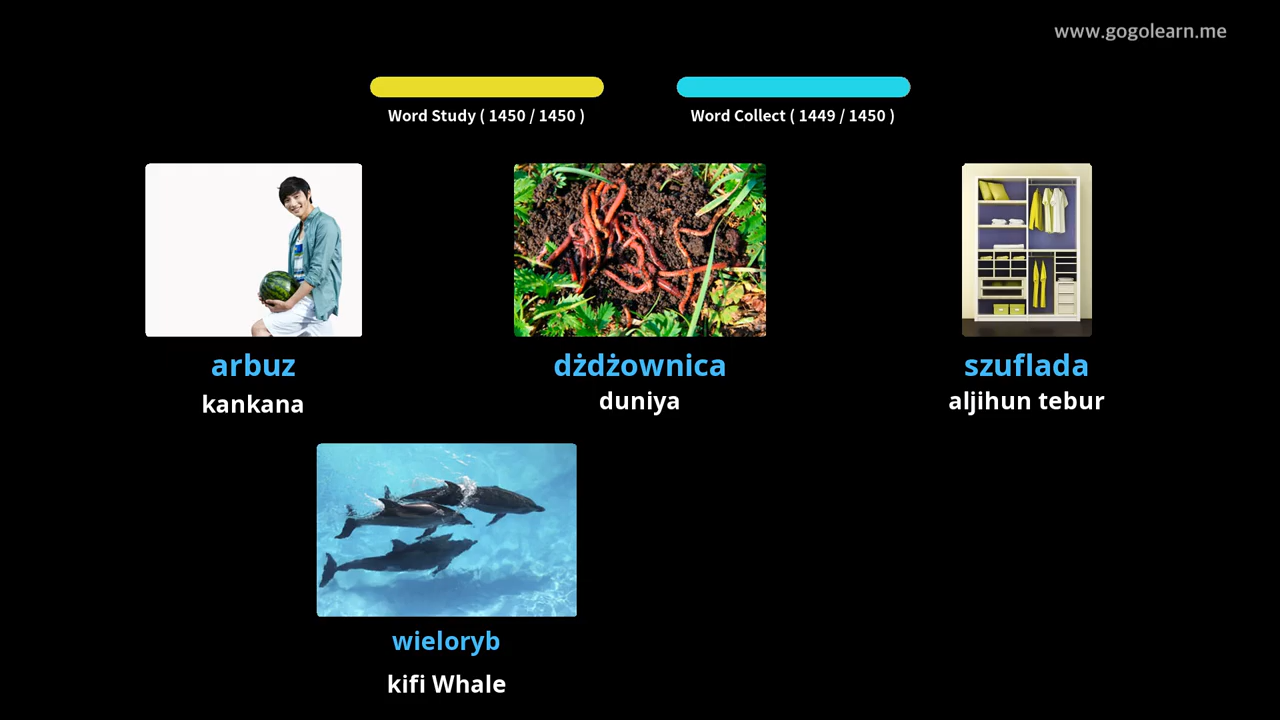 www.gogolearn.me
Word Study ( 1450 / 1450 )
Word Collect ( 1449 / 1450 )
arbuz
kankana
dżdżownica
duniya
szuflada
aljihun tebur
wieloryb
kifi Whale